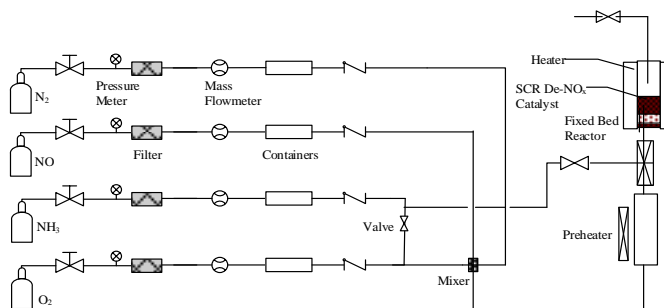 Heater
N₂
Pressure
Meter
Mass
Flowmeter
SCR De-NOₓ
Catalyst
Fixed Bed
Reactor
NO
Filter
Containers
NH₃
Valve
Preheater
O₂
Mixer